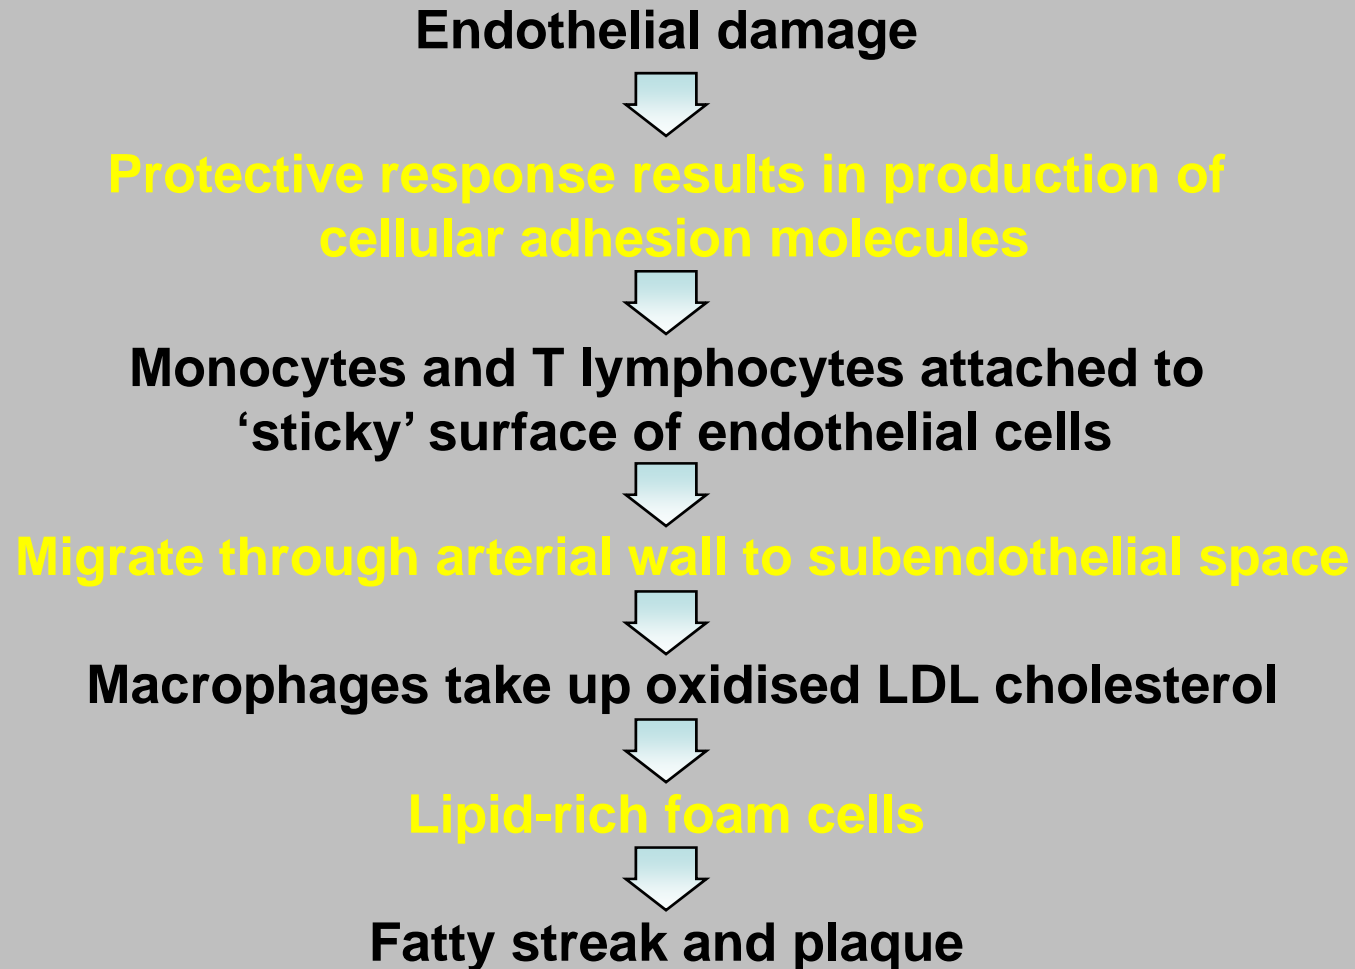 Endothelial damage
Protective response results in production of
cellular adhesion molecules
Monocytes and T lymphocytes attached to
‘sticky’ surface of endothelial cells
Migrate through arterial wall to subendothelial space
Macrophages take up oxidised LDL cholesterol
Lipid-rich foam cells
Fatty streak and plaque